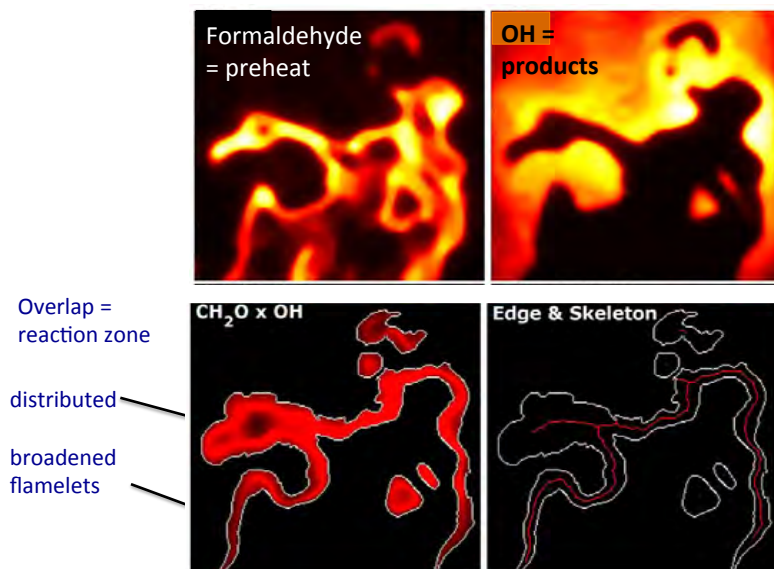 Formaldehyde
= preheat
OH =
products
Overlap =
reaction zone
CH₂O x OH
Edge & Skeleton
distributed
broadened
flamelets